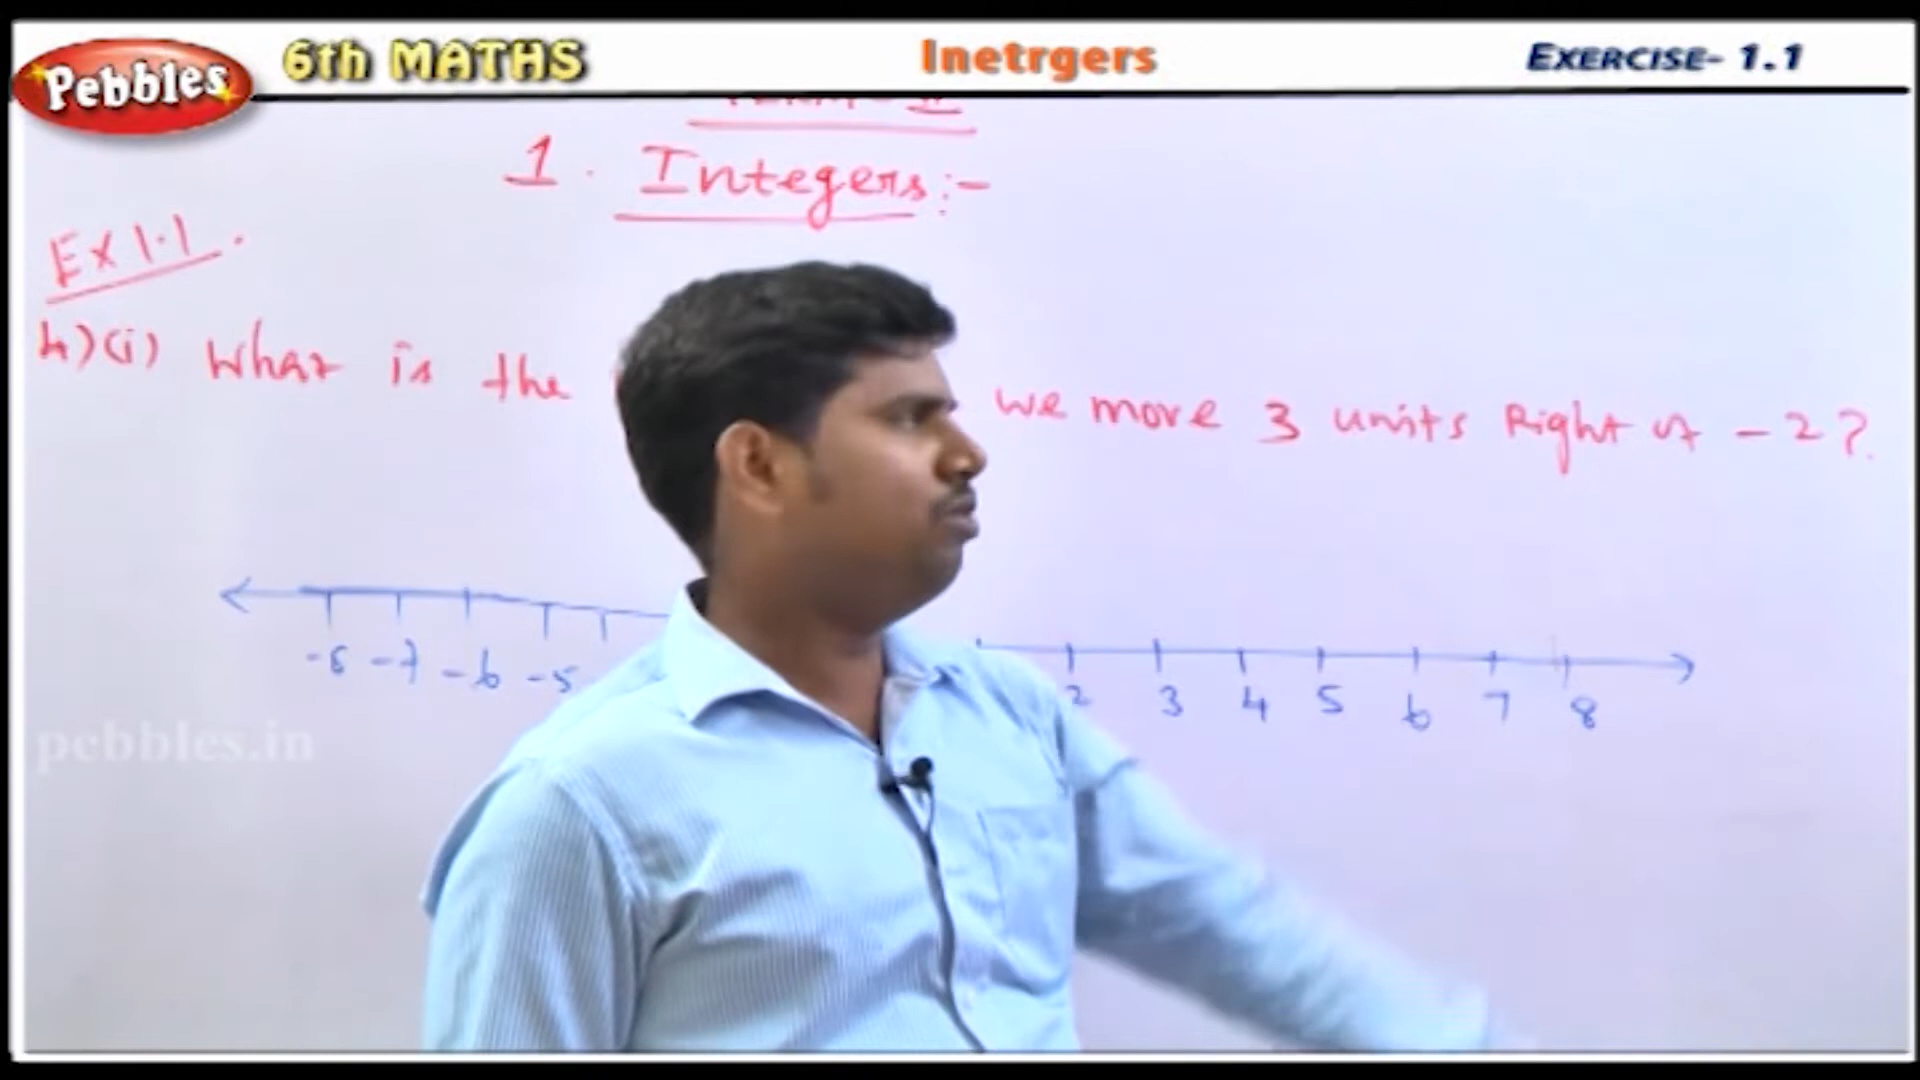 Pebbles 6th MATHS Inetrgers EXERCISE- 1.1
1. Integers:-
Ex 1.1.
4)(i) What is the we move 3 units Right of -2?
-8 -7 -6 -5 2 3 4 5 6 7 8
pebbles.in